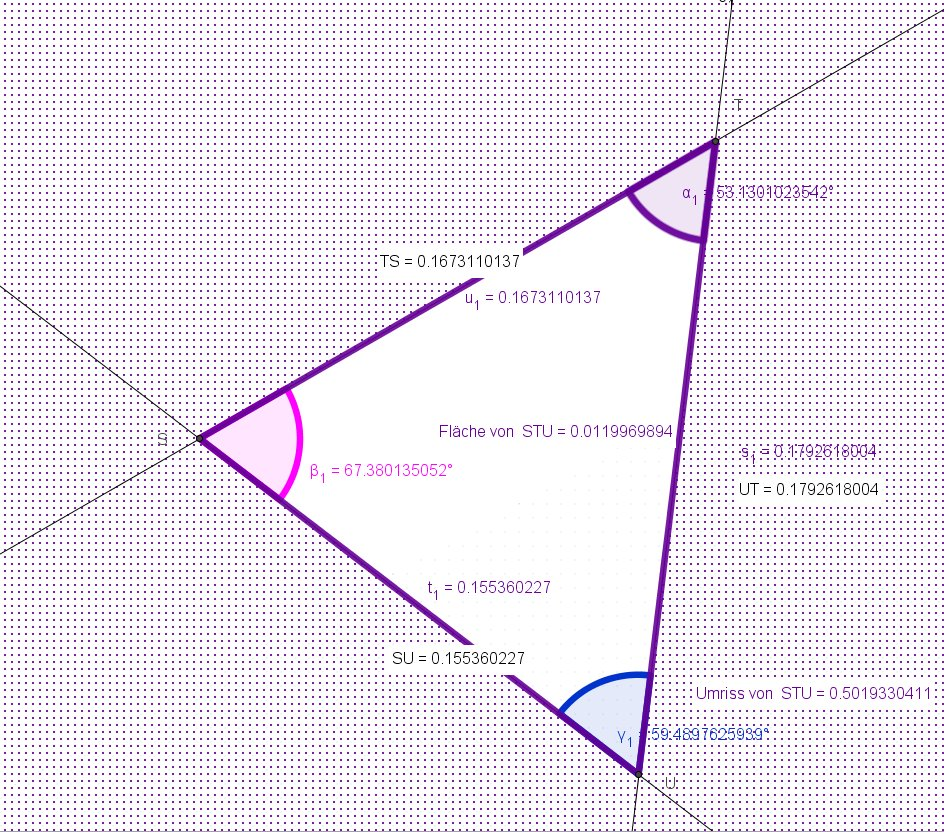 T
α₁ = 53.1301023542°
TS = 0.1673110137
u₁ = 0.1673110137
S
Fläche von STU = 0.0119969894
β₁ = 67.380135052°
s₁ = 0.1792618004
UT = 0.1792618004
t₁ = 0.155360227
SU = 0.155360227
Umriss von STU = 0.5019330411
γ₁ = 59.4897625939°
U